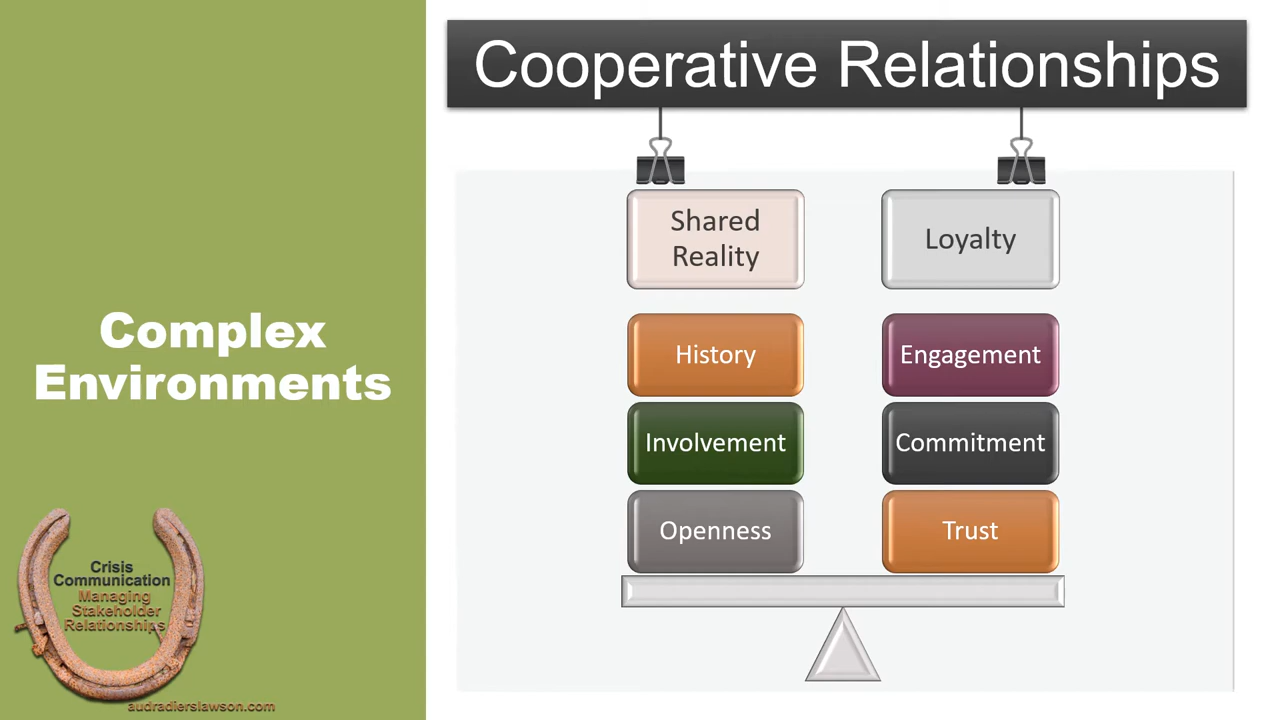 Cooperative Relationships
Complex
Environments
Shared
Reality
Loyalty
History
Engagement
Involvement
Commitment
Openness
Trust
Crisis
Communication
Managing
Stakeholder
Relationships
audradierslawson.com